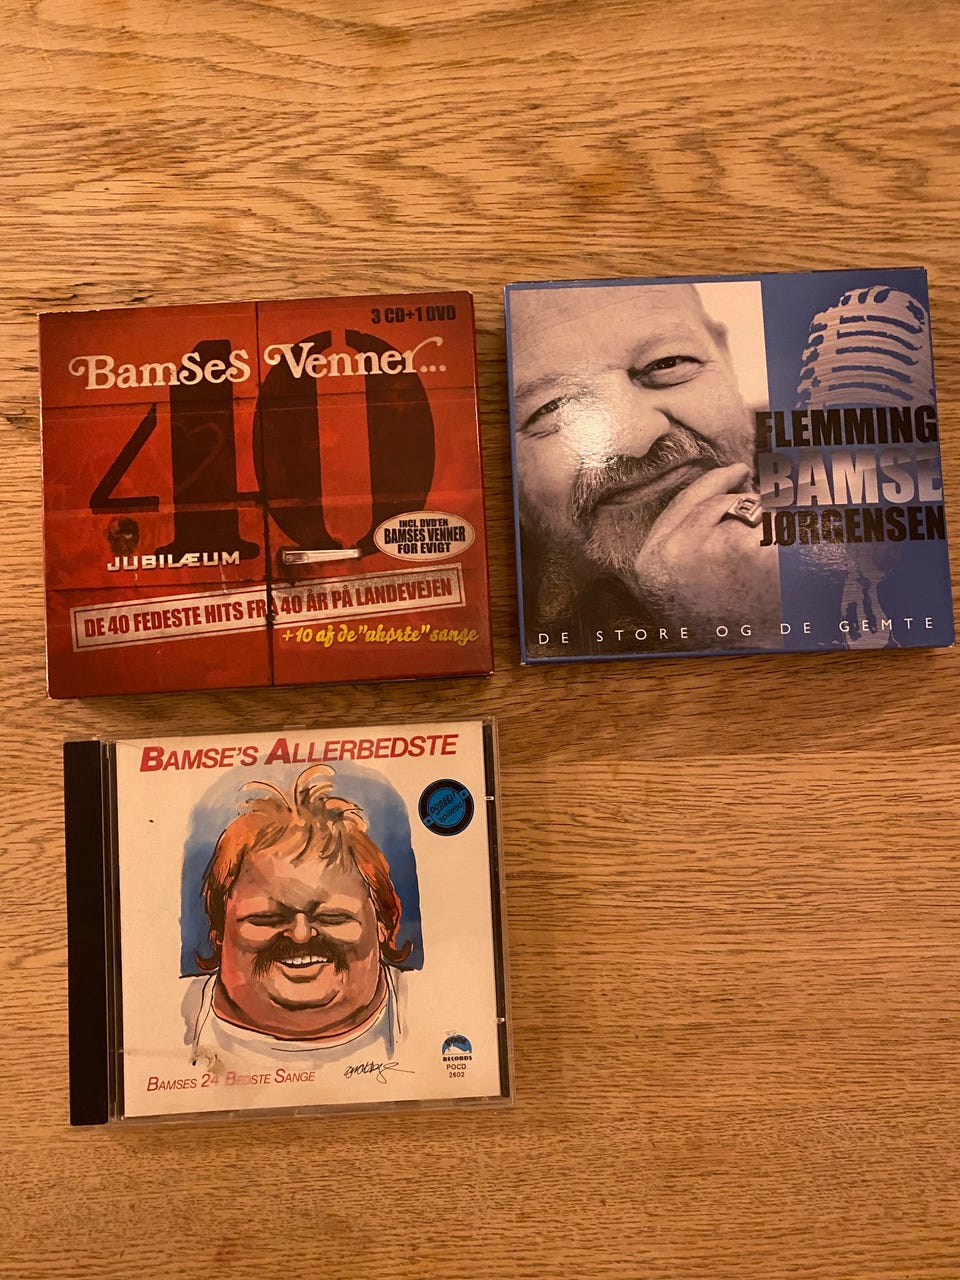 3 CD+1 DVD
BamSeS Venner...
40
JUBILÆUM
INCL. DVD'EN
BAMSES VENNER
FOR EVIGT
DE 40 FEDESTE HITS FRA 40 ÅR PÅ LANDEVEJEN
+10 af de "uhørte" sange
FLEMMING
BAMSE
JØRGENSEN
DE STORE OG DE GEMTE
BAMSE'S ALLERBEDSTE
DOBBELT
spilletid
BAMSES 24 BEDSTE SANGE
RECORDS
POCD
2602